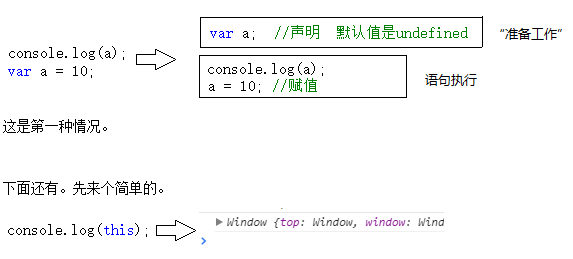 var a;  //声明  默认值是undefined
“准备工作”
console.log(a);
var a = 10;
console.log(a);
a = 10; //赋值
语句执行
这是第一种情况。
下面还有。先来个简单的。
console.log(this);
▶ Window {top: Window, window: Wind
›